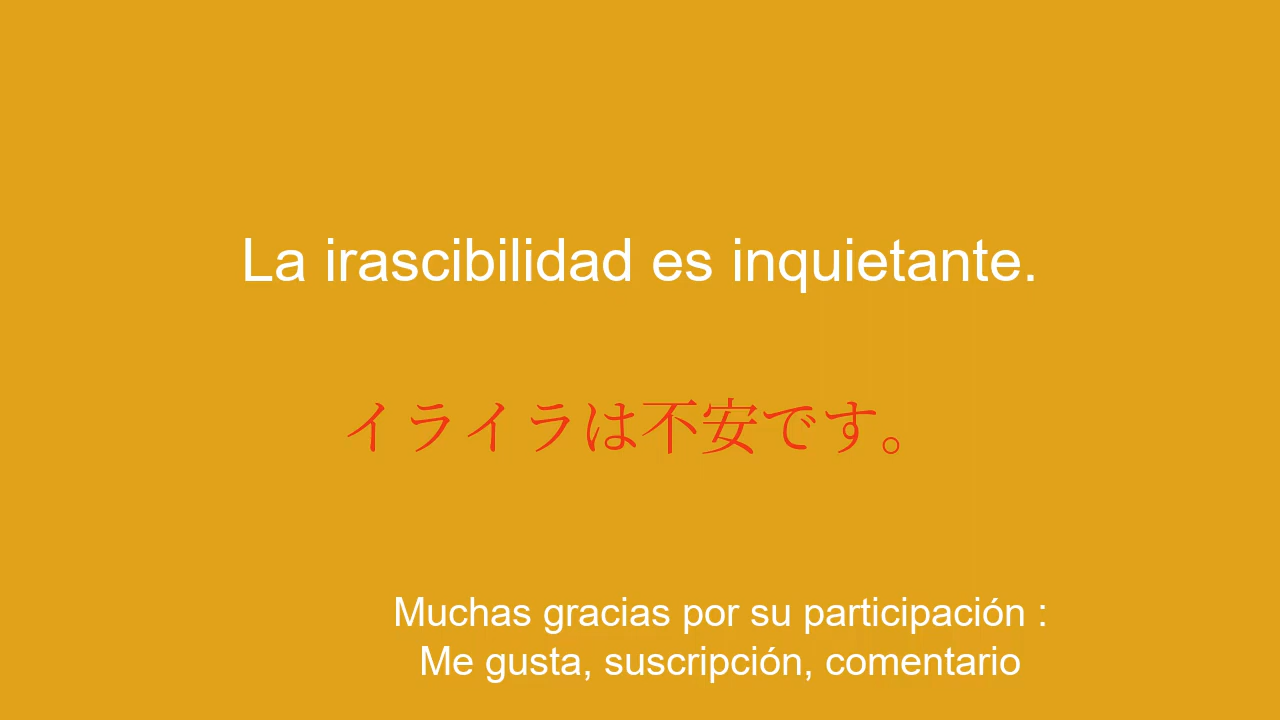 La irascibilidad es inquietante.
イライラは不安です。
Muchas gracias por su participación :
Me gusta, suscripción, comentario